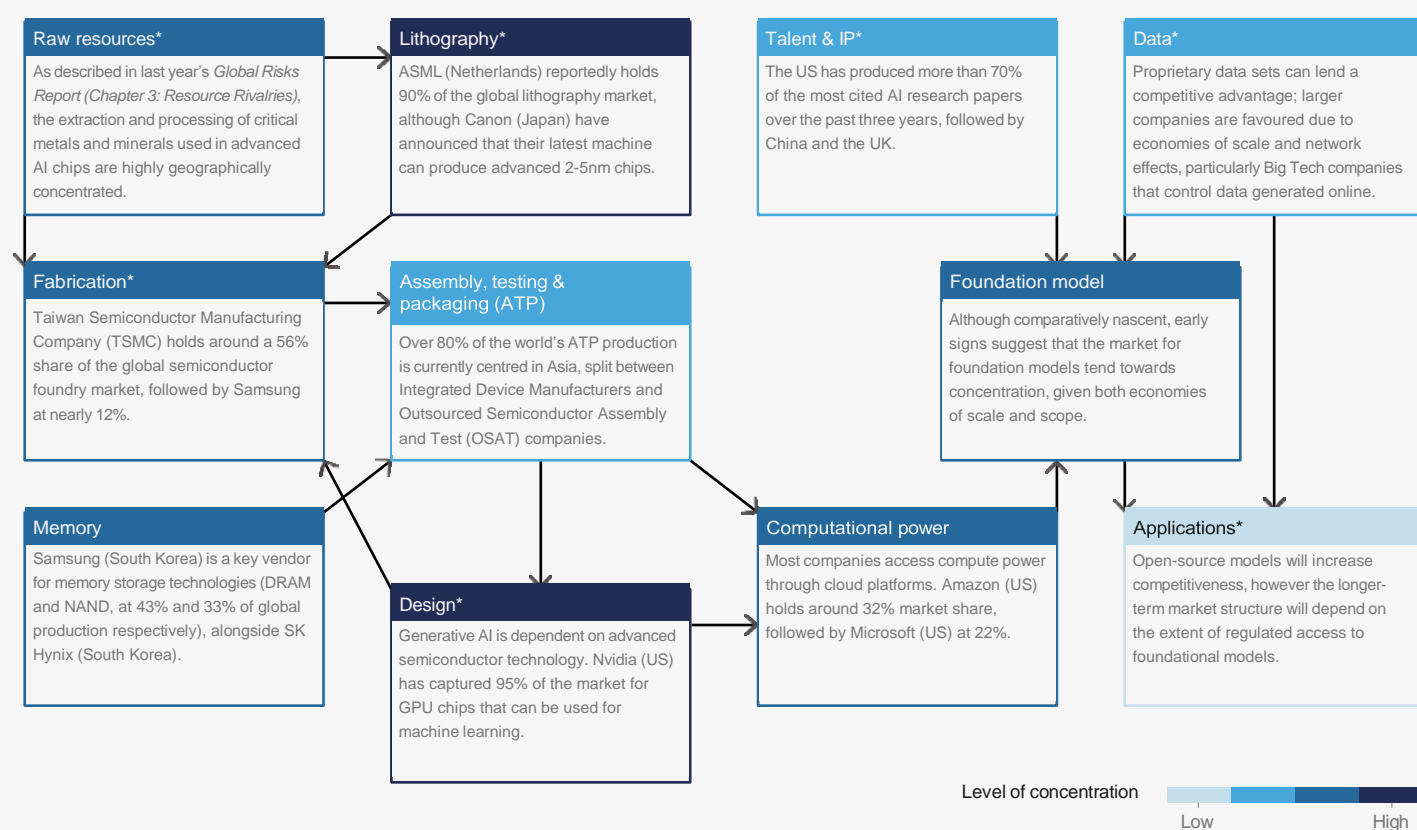 Raw resources*
As described in last year's Global Risks
Report (Chapter 3: Resource Rivalries),
the extraction and processing of critical
metals and minerals used in advanced
AI chips are highly geographically
concentrated.
Lithography*
ASML (Netherlands) reportedly holds
90% of the global lithography market,
although Canon (Japan) have
announced that their latest machine
can produce advanced 2-5nm chips.
Talent & IP*
The US has produced more than 70%
of the most cited AI research papers
over the past three years, followed by
China and the UK.
Data*
Proprietary data sets can lend a
competitive advantage; larger
companies are favoured due to
economies of scale and network
effects, particularly Big Tech companies
that control data generated online.
Fabrication*
Taiwan Semiconductor Manufacturing
Company (TSMC) holds around a 56%
share of the global semiconductor
foundry market, followed by Samsung
at nearly 12%.
Assembly, testing &
packaging (ATP)
Over 80% of the world's ATP production
is currently centred in Asia, split between
Integrated Device Manufacturers and
Outsourced Semiconductor Assembly
and Test (OSAT) companies.
Foundation model
Although comparatively nascent, early
signs suggest that the market for
foundation models tend towards
concentration, given both economies
of scale and scope.
Memory
Samsung (South Korea) is a key vendor
for memory storage technologies (DRAM
and NAND, at 43% and 33% of global
production respectively), alongside SK
Hynix (South Korea).
Design*
Generative AI is dependent on advanced
semiconductor technology. Nvidia (US)
has captured 95% of the market for
GPU chips that can be used for
machine learning.
Computational power
Most companies access compute power
through cloud platforms. Amazon (US)
holds around 32% market share,
followed by Microsoft (US) at 22%.
Applications*
Open-source models will increase
competitiveness, however the longer-
term market structure will depend on
the extent of regulated access to
foundational models.
Level of concentration
Low
High